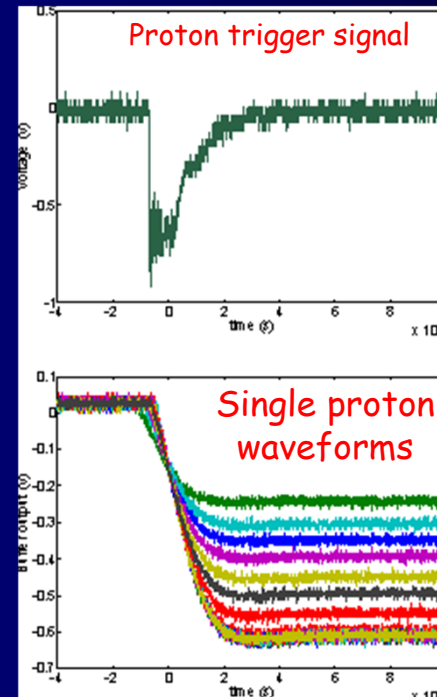 Proton trigger signal
0.5
0
-0.5
-1
-4 -2 0 2 4 6 8
time (s)
x 10
Single proton
waveforms
0.1
0
-0.1
-0.2
-0.3
-0.4
-0.5
-0.6
-0.7
-4 -2 0 2 4 6 8
time (s)
x 10